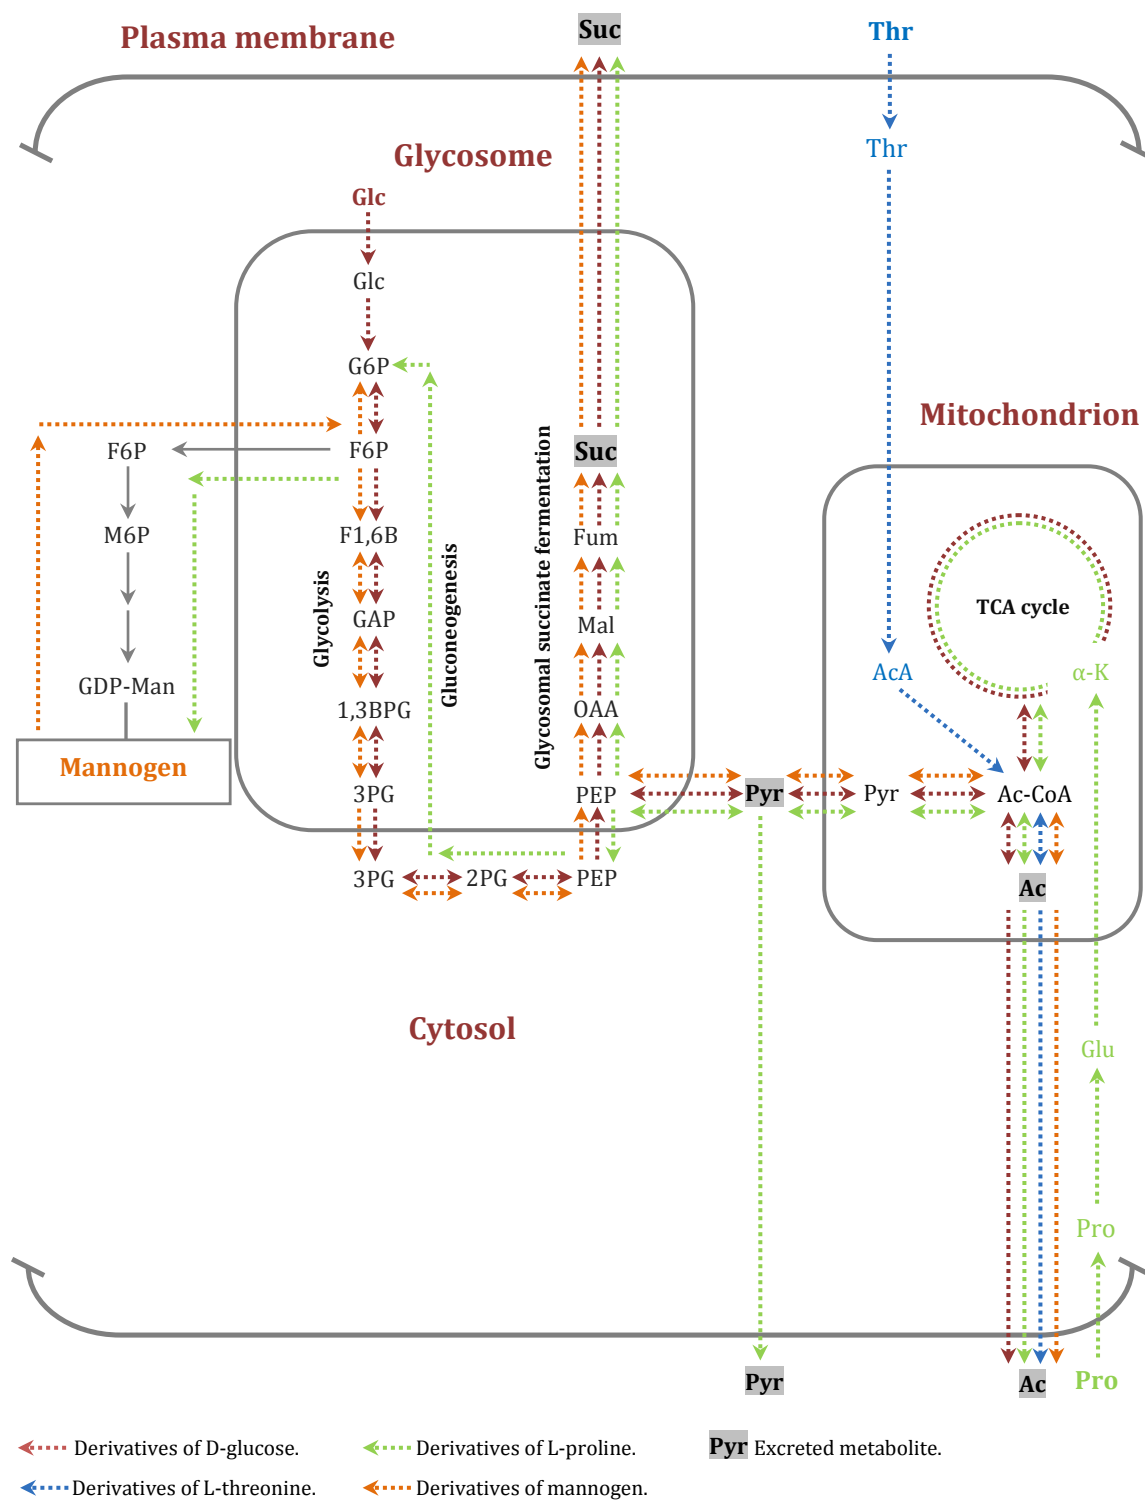 Suc
Thr
Plasma membrane
Thr
Glycosome
Glc
Glc
G6P
Mitochondrion
F6P
F6P
Suc
M6P
F1,6B
Fum
Glycolysis
Gluconeogenesis
Glycosomal succinate fermentation
TCA cycle
GAP
Mal
AcA
α-K
GDP-Man
1,3BPG
OAA
Mannogen
3PG
PEP
Pyr
Pyr
Ac-CoA
3PG
2PG
PEP
Ac
Cytosol
Glu
Pro
Pyr
Ac
Pro
Derivatives of D-glucose.
Derivatives of L-proline.
Pyr Excreted metabolite.
Derivatives of L-threonine.
Derivatives of mannogen.